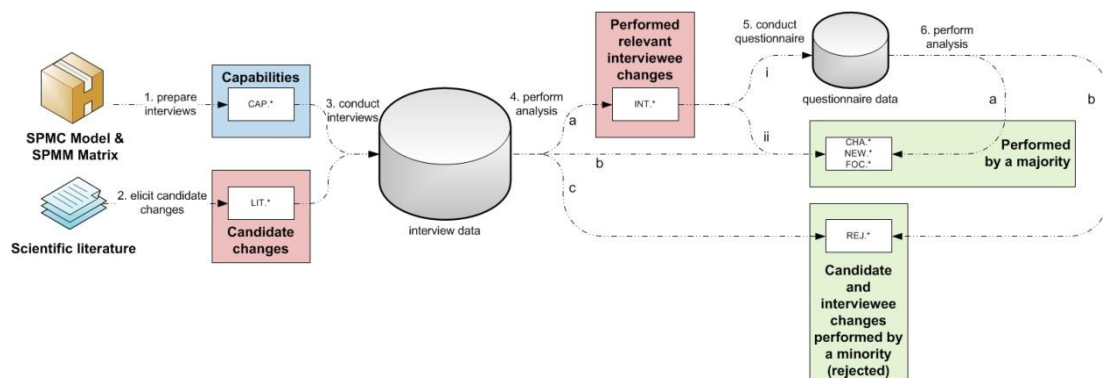 SPMC Model &
SPMM Matrix
1. prepare
interviews
Capabilities
CAP.*
Scientific literature
2. elicit candidate
changes
LIT.*
Candidate
changes
3. conduct
interviews
interview data
4. perform
analysis
a
b
c
Performed
relevant
interviewee
changes
INT.*
i
ii
5. conduct
questionnaire
questionnaire data
6. perform
analysis
a
b
CHA.*
NEW.*
FOC.*
Performed
by a majority
REJ.*
Candidate
and
interviewee
changes
performed by
a minority
(rejected)